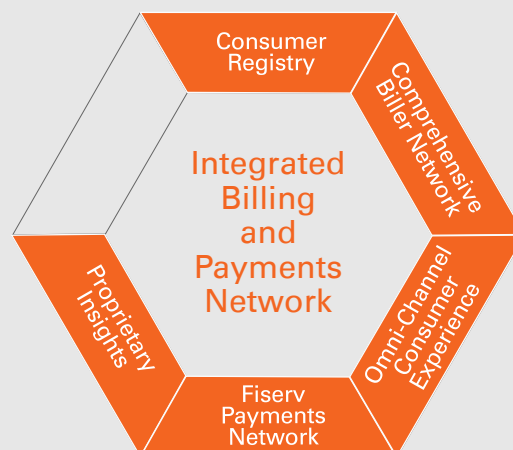 Consumer
Registry
Comprehensive
Biller Network
Integrated
Billing
and
Payments
Network
Proprietary
Insights
Omni-Channel
Consumer
Experience
Fiserv
Payments
Network